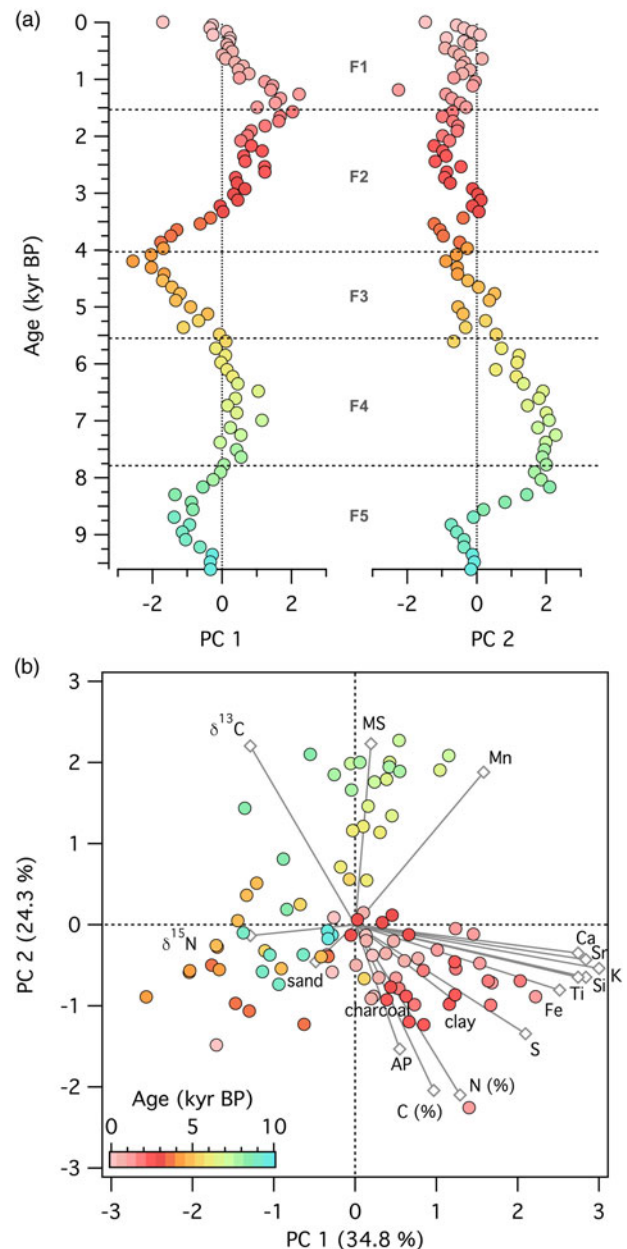 (a)
0
1
2
3
4
5
6
7
8
9
Age (kyr BP)
F1
F2
F3
F4
F5
-2
0
2
-2
0
2
PC 1
PC 2
(b)
3
2
1
0
-1
-2
-3
PC 2 (24.3 %)
δ¹³C
MS
Mn
δ¹⁵N
sand
Ca
Sr
K
Si
Ti
Fe
S
charcoal
clay
AP
N (%)
C (%)
Age (kyr BP)
0
5
10
-3
-2
-1
0
1
2
3
PC 1 (34.8 %)